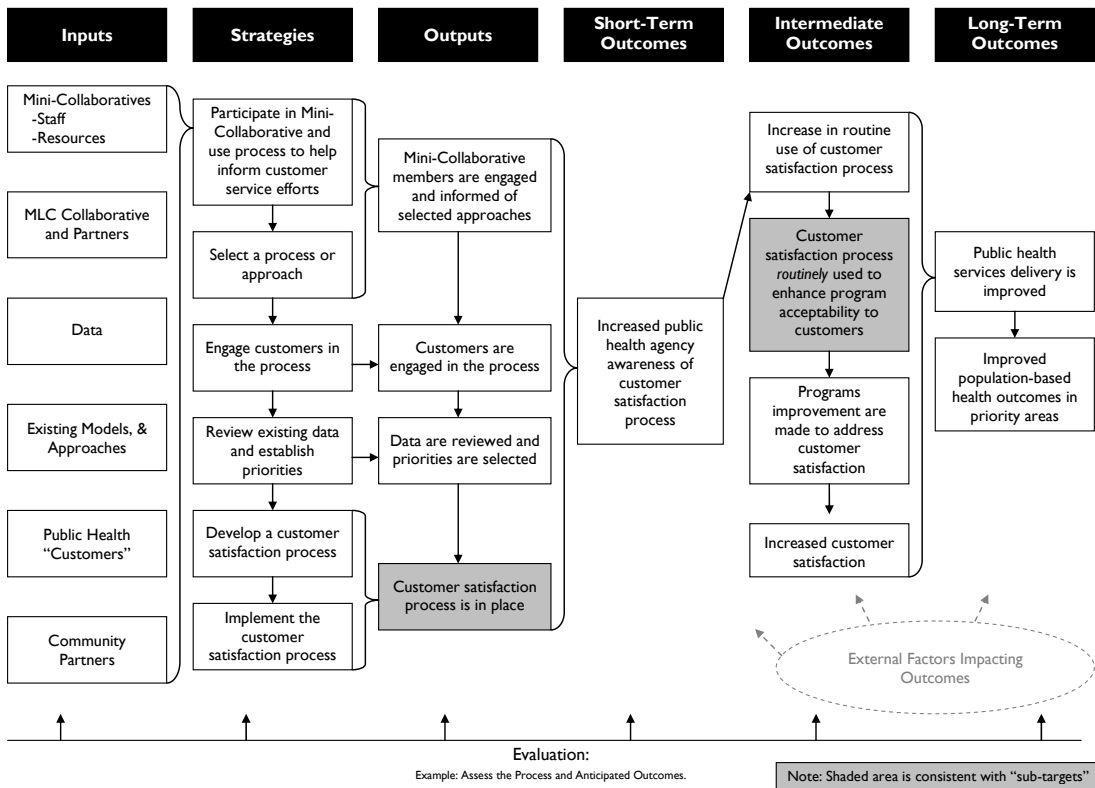 Inputs
Strategies
Outputs
Short-Term
Outcomes
Intermediate
Outcomes
Long-Term
Outcomes
Mini-Collaboratives
-Staff
-Resources
MLC Collaborative
and Partners
Data
Existing Models, &
Approaches
Public Health
“Customers”
Community
Partners
Participate in Mini-
Collaborative and
use process to help
inform customer
service efforts
Select a process or
approach
Engage customers in
the process
Review existing data
and establish
priorities
Develop a customer
satisfaction process
Implement the
customer
satisfaction process
Mini-Collaborative
members are engaged
and informed of
selected approaches
Customers are
engaged in the process
Data are reviewed and
priorities are selected
Customer satisfaction
process is in place
Increased public
health agency
awareness of
customer
satisfaction
process
Increase in routine
use of customer
satisfaction process
Customer
satisfaction process
routinely used to
enhance program
acceptability to
customers
Programs
improvement are
made to address
customer
satisfaction
Increased customer
satisfaction
Public health
services delivery is
improved
Improved
population-based
health outcomes in
priority areas
External Factors Impacting
Outcomes
Evaluation:
Example: Assess the Process and Anticipated Outcomes.
Note: Shaded area is consistent with “sub-targets”